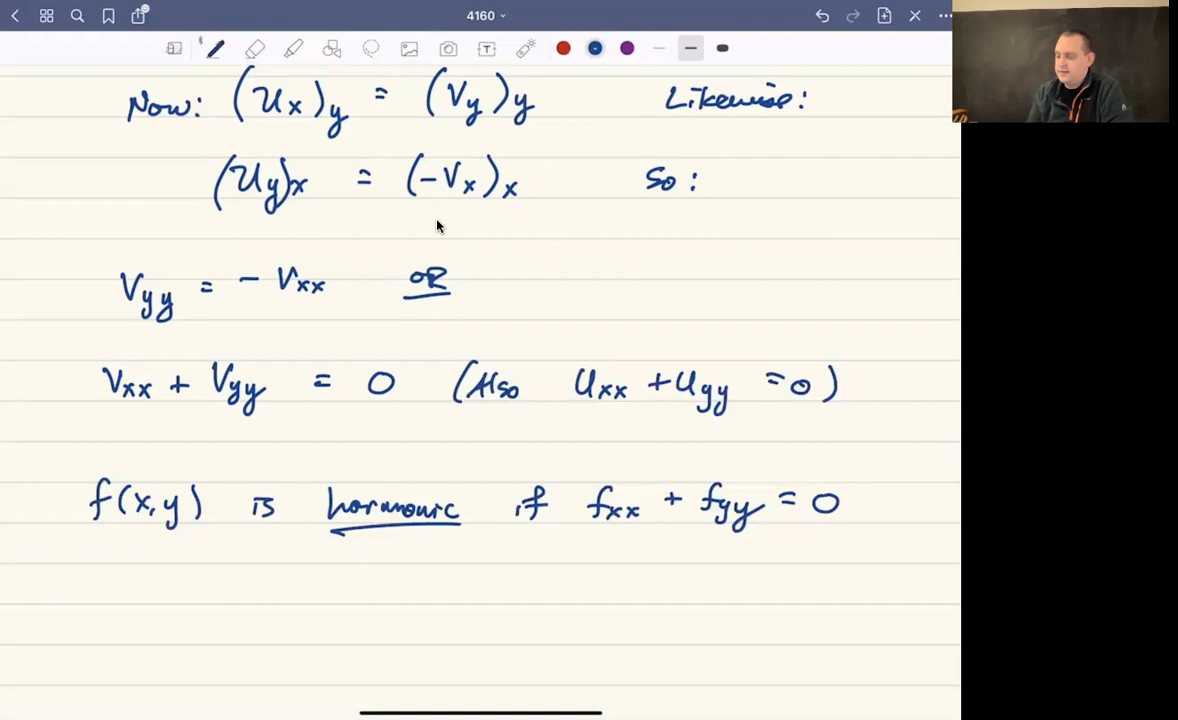 4160
Now: (Ux)y = (Vy)y Likewise:
(Uy)x = (-Vx)x So:
Vyy = - Vxx OR
Vxx + Vyy = 0 (Also Uxx + Uyy = 0)
f(x,y) is harmonic if fxx + fyy = 0